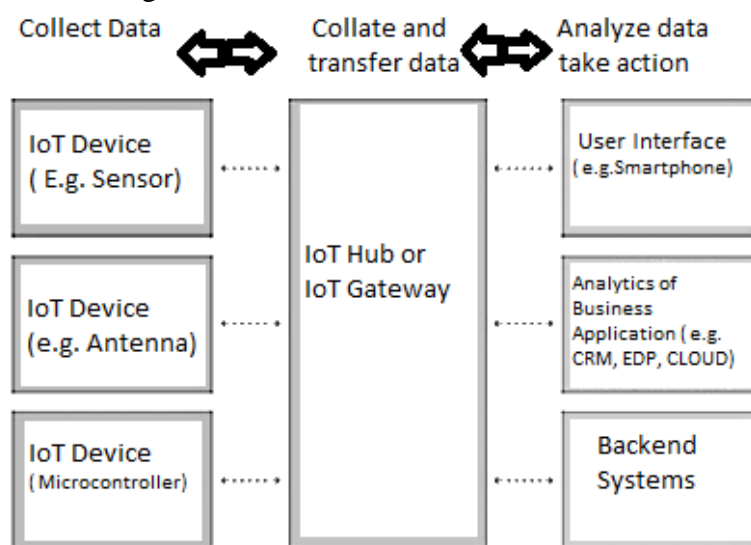 Collect Data
Collate and
transfer data
Analyze data
take action
IoT Device
( E.g. Sensor)
IoT Device
(e.g. Antenna)
IoT Device
(Microcontroller)
IoT Hub or
IoT Gateway
User Interface
( e.g.Smartphone)
Analytics of
Business
Application ( e.g.
CRM, EDP, CLOUD)
Backend
Systems